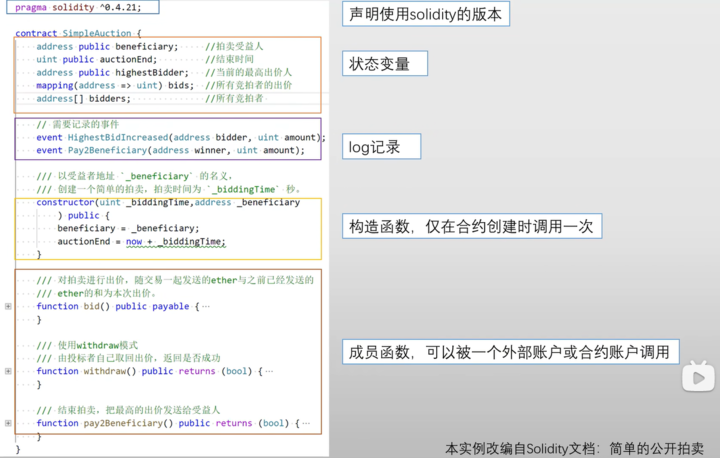 pragma solidity ^0.4.21;
声明使用solidity的版本
contract SimpleAuction {
address public beneficiary; //拍卖受益人
uint public auctionEnd; //结束时间
address public highestBidder; //当前的最高出价人
mapping(address => uint) bids; //所有竞拍者的出价
address[] bidders; //所有竞拍者
状态变量
// 需要记录的事件
event HighestBidIncreased(address bidder, uint amount);
event Pay2Beneficiary(address winner, uint amount);
log记录
/// 以受益者地址 `_beneficiary` 的名义，
/// 创建一个简单的拍卖，拍卖时间为 `_biddingTime` 秒。
constructor(uint _biddingTime,address _beneficiary
) public {
beneficiary = _beneficiary;
auctionEnd = now + _biddingTime;
}
构造函数，仅在合约创建时调用一次
/// 对拍卖进行出价，随交易一起发送的ether与之前已经发送的
/// ether的和为本次出价。
function bid() public payable {…
}
/// 使用withdraw模式
/// 由投标者自己取回出价，返回是否成功
function withdraw() public returns (bool) {…
}
成员函数，可以被一个外部账户或合约账户调用
/// 结束拍卖，把最高的出价发送给受益人
function pay2Beneficiary() public returns (bool) {…
}
}
本实例改编自Solidity文档：简单的公开拍卖